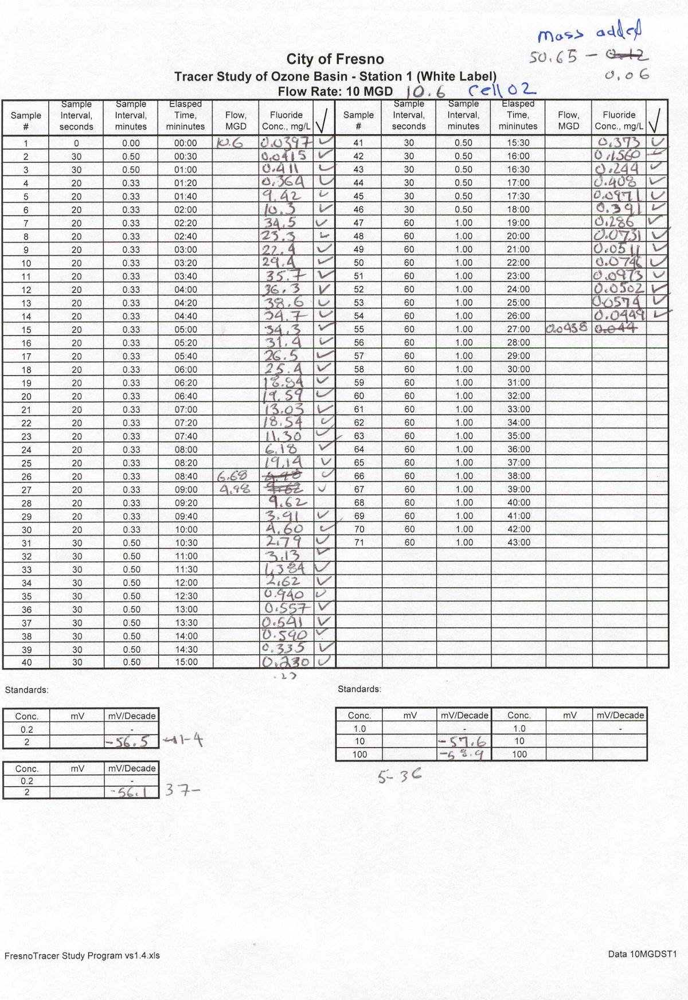 mass added
50.65 - 0.12
0.06
City of Fresno
Tracer Study of Ozone Basin - Station 1 (White Label)
Flow Rate: 10 MGD 10.6 Cell 02
Sample # Sample Interval, seconds Sample Interval, minutes Elasped Time, mininutes Flow, MGD Fluoride Conc., mg/L ✓ Sample # Sample Interval, seconds Sample Interval, minutes Elasped Time, mininutes Flow, MGD Fluoride Conc., mg/L ✓
1 0 0.00 00:00 10.6 0.0397 ✓ 41 30 0.50 15:30 0.373 ✓
2 30 0.50 00:30 0.0415 ✓ 42 30 0.50 16:00 0.1560 ✓
3 30 0.50 01:00 0.411 ✓ 43 30 0.50 16:30 0.244 ✓
4 20 0.33 01:20 0.364 ✓ 44 30 0.50 17:00 0.408 ✓
5 20 0.33 01:40 9.42 ✓ 45 30 0.50 17:30 0.0971 ✓
6 20 0.33 02:00 10.3 ✓ 46 30 0.50 18:00 0.391 ✓
7 20 0.33 02:20 34.5 ✓ 47 60 1.00 19:00 0.286 ✓
8 20 0.33 02:40 23.3 ✓ 48 60 1.00 20:00 0.0731 ✓
9 20 0.33 03:00 22.4 ✓ 49 60 1.00 21:00 0.0511 ✓
10 20 0.33 03:20 29.4 ✓ 50 60 1.00 22:00 0.0746 ✓
11 20 0.33 03:40 35.7 ✓ 51 60 1.00 23:00 0.0973 ✓
12 20 0.33 04:00 36.3 ✓ 52 60 1.00 24:00 0.0502 ✓
13 20 0.33 04:20 38.6 ✓ 53 60 1.00 25:00 0.0574 ✓
14 20 0.33 04:40 34.7 ✓ 54 60 1.00 26:00 0.0449 ✓
15 20 0.33 05:00 34.3 ✓ 55 60 1.00 27:00 0.0438 0.044
16 20 0.33 05:20 31.4 ✓ 56 60 1.00 28:00
17 20 0.33 05:40 26.5 ✓ 57 60 1.00 29:00
18 20 0.33 06:00 25.4 ✓ 58 60 1.00 30:00
19 20 0.33 06:20 18.84 ✓ 59 60 1.00 31:00
20 20 0.33 06:40 19.59 ✓ 60 60 1.00 32:00
21 20 0.33 07:00 13.03 ✓ 61 60 1.00 33:00
22 20 0.33 07:20 18.54 ✓ 62 60 1.00 34:00
23 20 0.33 07:40 11.30 ✓ 63 60 1.00 35:00
24 20 0.33 08:00 6.18 ✓ 64 60 1.00 36:00
25 20 0.33 08:20 19.14 ✓ 65 60 1.00 37:00
26 20 0.33 08:40 6.68 ✓ 66 60 1.00 38:00
27 20 0.33 09:00 4.98 9.62 ✓ 67 60 1.00 39:00
28 20 0.33 09:20 9.62 68 60 1.00 40:00
29 20 0.33 09:40 3.91 ✓ 69 60 1.00 41:00
30 20 0.33 10:00 4.60 ✓ 70 60 1.00 42:00
31 30 0.50 10:30 2.79 ✓ 71 60 1.00 43:00
32 30 0.50 11:00 3.13 ✓
33 30 0.50 11:30 1.384 ✓
34 30 0.50 12:00 2.62 ✓
35 30 0.50 12:30 0.940 ✓
36 30 0.50 13:00 0.557 ✓
37 30 0.50 13:30 0.541 ✓
38 30 0.50 14:00 0.590 ✓
39 30 0.50 14:30 0.335 ✓
40 30 0.50 15:00 0.230 ✓
.23
Standards: Standards:
Conc. mV mV/Decade Conc. mV mV/Decade Conc. mV mV/Decade
0.2 - 1.0 - 1.0 -
2 -56.5 1-4 10 -57.6 10
100 -58.9 100
Conc. mV mV/Decade 5-36
0.2 -
2 -56.1 37-
FresnoTracer Study Program vs1.4.xls Data 10MGDST1